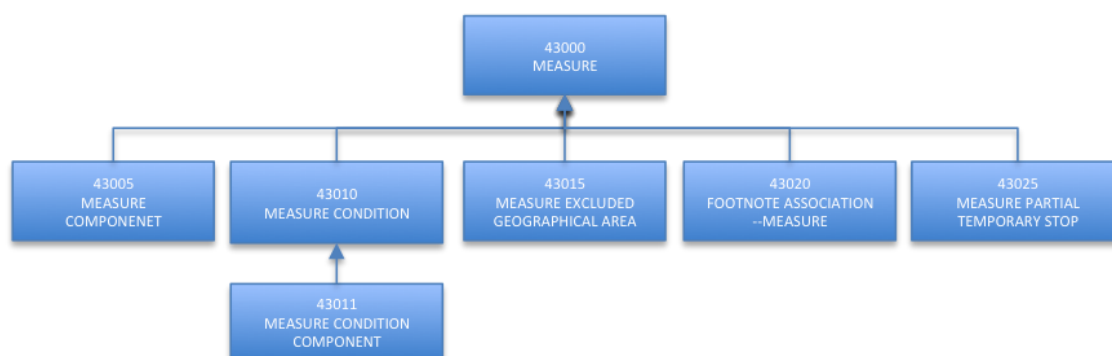 43000
MEASURE
43005
MEASURE
COMPONENET
43010
MEASURE CONDITION
43015
MEASURE EXCLUDED
GEOGRAPHICAL AREA
43020
FOOTNOTE ASSOCIATION
--MEASURE
43025
MEASURE PARTIAL
TEMPORARY STOP
43011
MEASURE CONDITION
COMPONENT